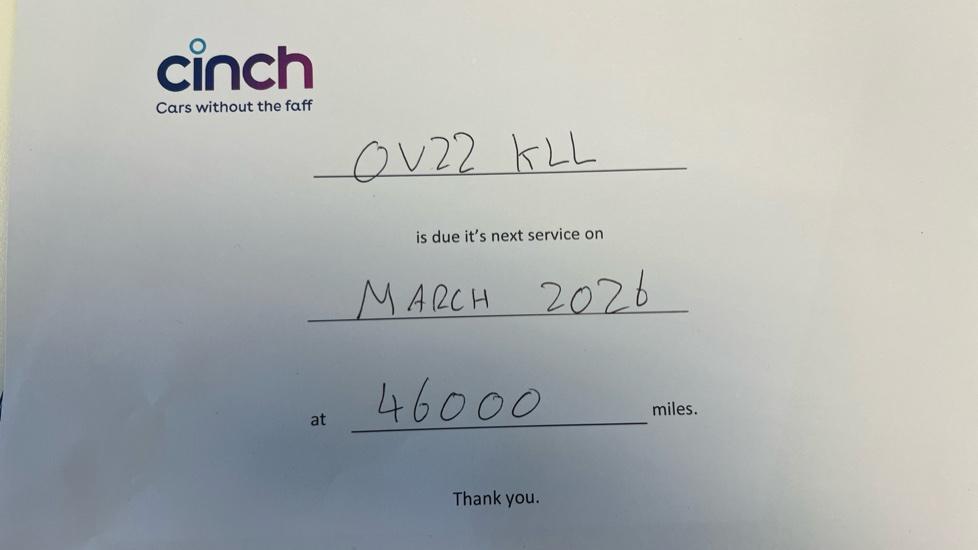 cinch
Cars without the faff
OV22 KLL
is due it's next service on
MARCH 2026
at 46000 miles.
Thank you.